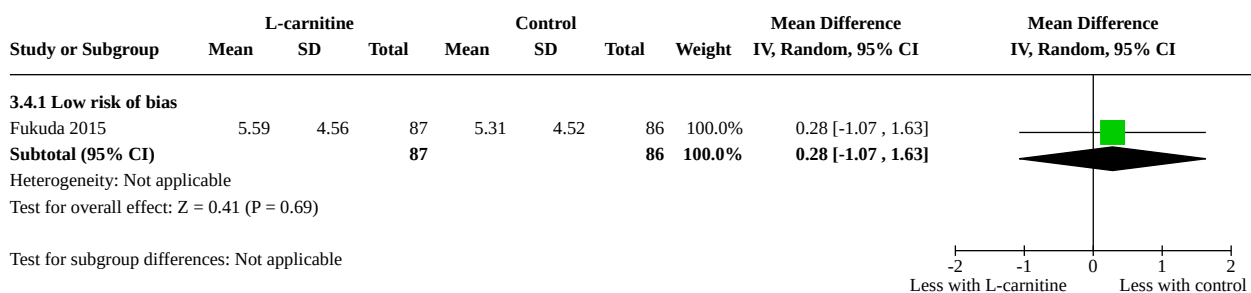 L-carnitine Control Mean Difference Mean Difference
Study or Subgroup Mean SD Total Mean SD Total Weight IV, Random, 95% CI IV, Random, 95% CI
3.4.1 Low risk of bias
Fukuda 2015 5.59 4.56 87 5.31 4.52 86 100.0% 0.28 [-1.07 , 1.63]
Subtotal (95% CI) 87 86 100.0% 0.28 [-1.07 , 1.63]
Heterogeneity: Not applicable
Test for overall effect: Z = 0.41 (P = 0.69)
Test for subgroup differences: Not applicable
-2 -1 0 1 2
Less with L-carnitine Less with control